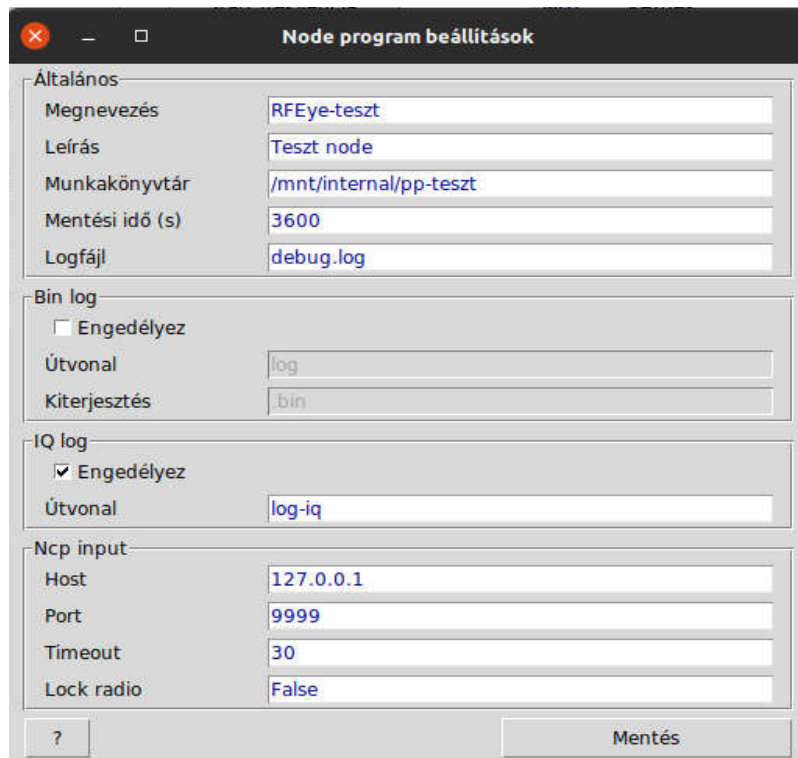 Node program beállítások
Általános
Megnevezés RFEye-teszt
Leírás Teszt node
Munkakönyvtár /mnt/internal/pp-teszt
Mentési idő (s) 3600
Logfájl debug.log
Bin log
Engedélyez
Útvonal log
Kiterjesztés .bin
IQ log
Engedélyez
Útvonal log-iq
Ncp input
Host 127.0.0.1
Port 9999
Timeout 30
Lock radio False
? Mentés